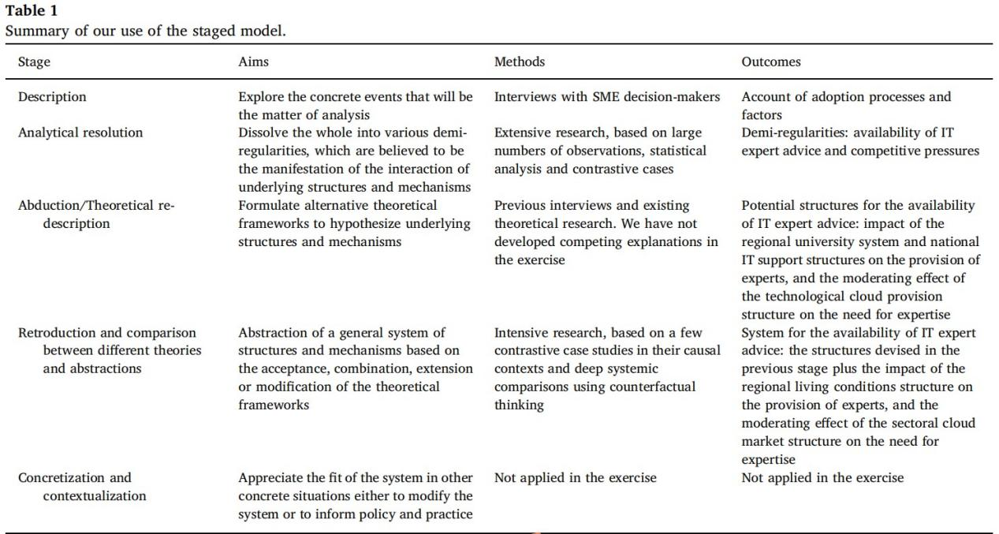 Table 1
Summary of our use of the staged model.
Stage
Aims
Methods
Outcomes
Description
Explore the concrete events that will be
the matter of analysis
Interviews with SME decision-makers
Account of adoption processes and
factors
Analytical resolution
Dissolve the whole into various demi-
regularities, which are believed to be
the manifestation of the interaction of
underlying structures and mechanisms
Extensive research, based on large
numbers of observations, statistical
analysis and contrastive cases
Demi-regularities: availability of IT
expert advice and competitive pressures
Abduction/Theoretical re-
description
Formulate alternative theoretical
frameworks to hypothesize underlying
structures and mechanisms
Previous interviews and existing
theoretical research. We have not
developed competing explanations in
the exercise
Potential structures for the availability
of IT expert advice: impact of the
regional university system and national
IT support structures on the provision of
experts, and the moderating effect of
the technological cloud provision
structure on the need for expertise
Retroduction and comparison
between different theories
and abstractions
Abstraction of a general system of
structures and mechanisms based on
the acceptance, combination, extension
or modification of the theoretical
frameworks
Intensive research, based on a few
contrastive case studies in their causal
contexts and deep systemic
comparisons using counterfactual
thinking
System for the availability of IT expert
advice: the structures devised in the
previous stage plus the impact of the
regional living conditions structure on
the provision of experts, and the
moderating effect of the sectoral cloud
market structure on the need for
expertise
Concretization and
contextualization
Appreciate the fit of the system in other
concrete situations either to modify the
system or to inform policy and practice
Not applied in the exercise
Not applied in the exercise